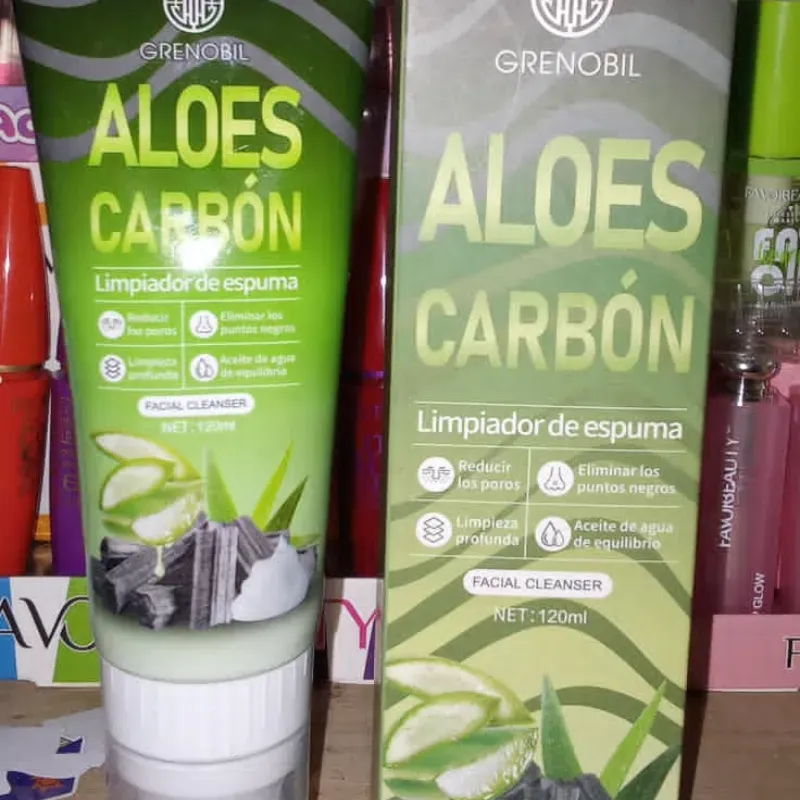 GRENOBIL
ALOES
CARBÓN
Limpiador de espuma
Reducir
los poros
Eliminar los
puntos negros
Limpieza
profunda
Aceite de agua
de equilibrio
FACIAL CLEANSER
NET:120ml
GRENOBIL
ALOES
CARBÓN
Limpiador de espuma
Reducir
los poros
Eliminar los
puntos negros
Limpieza
profunda
Aceite de agua
de equilibrio
FACIAL CLEANSER
NET:120ml
FAVORBEAUTY
GLOW